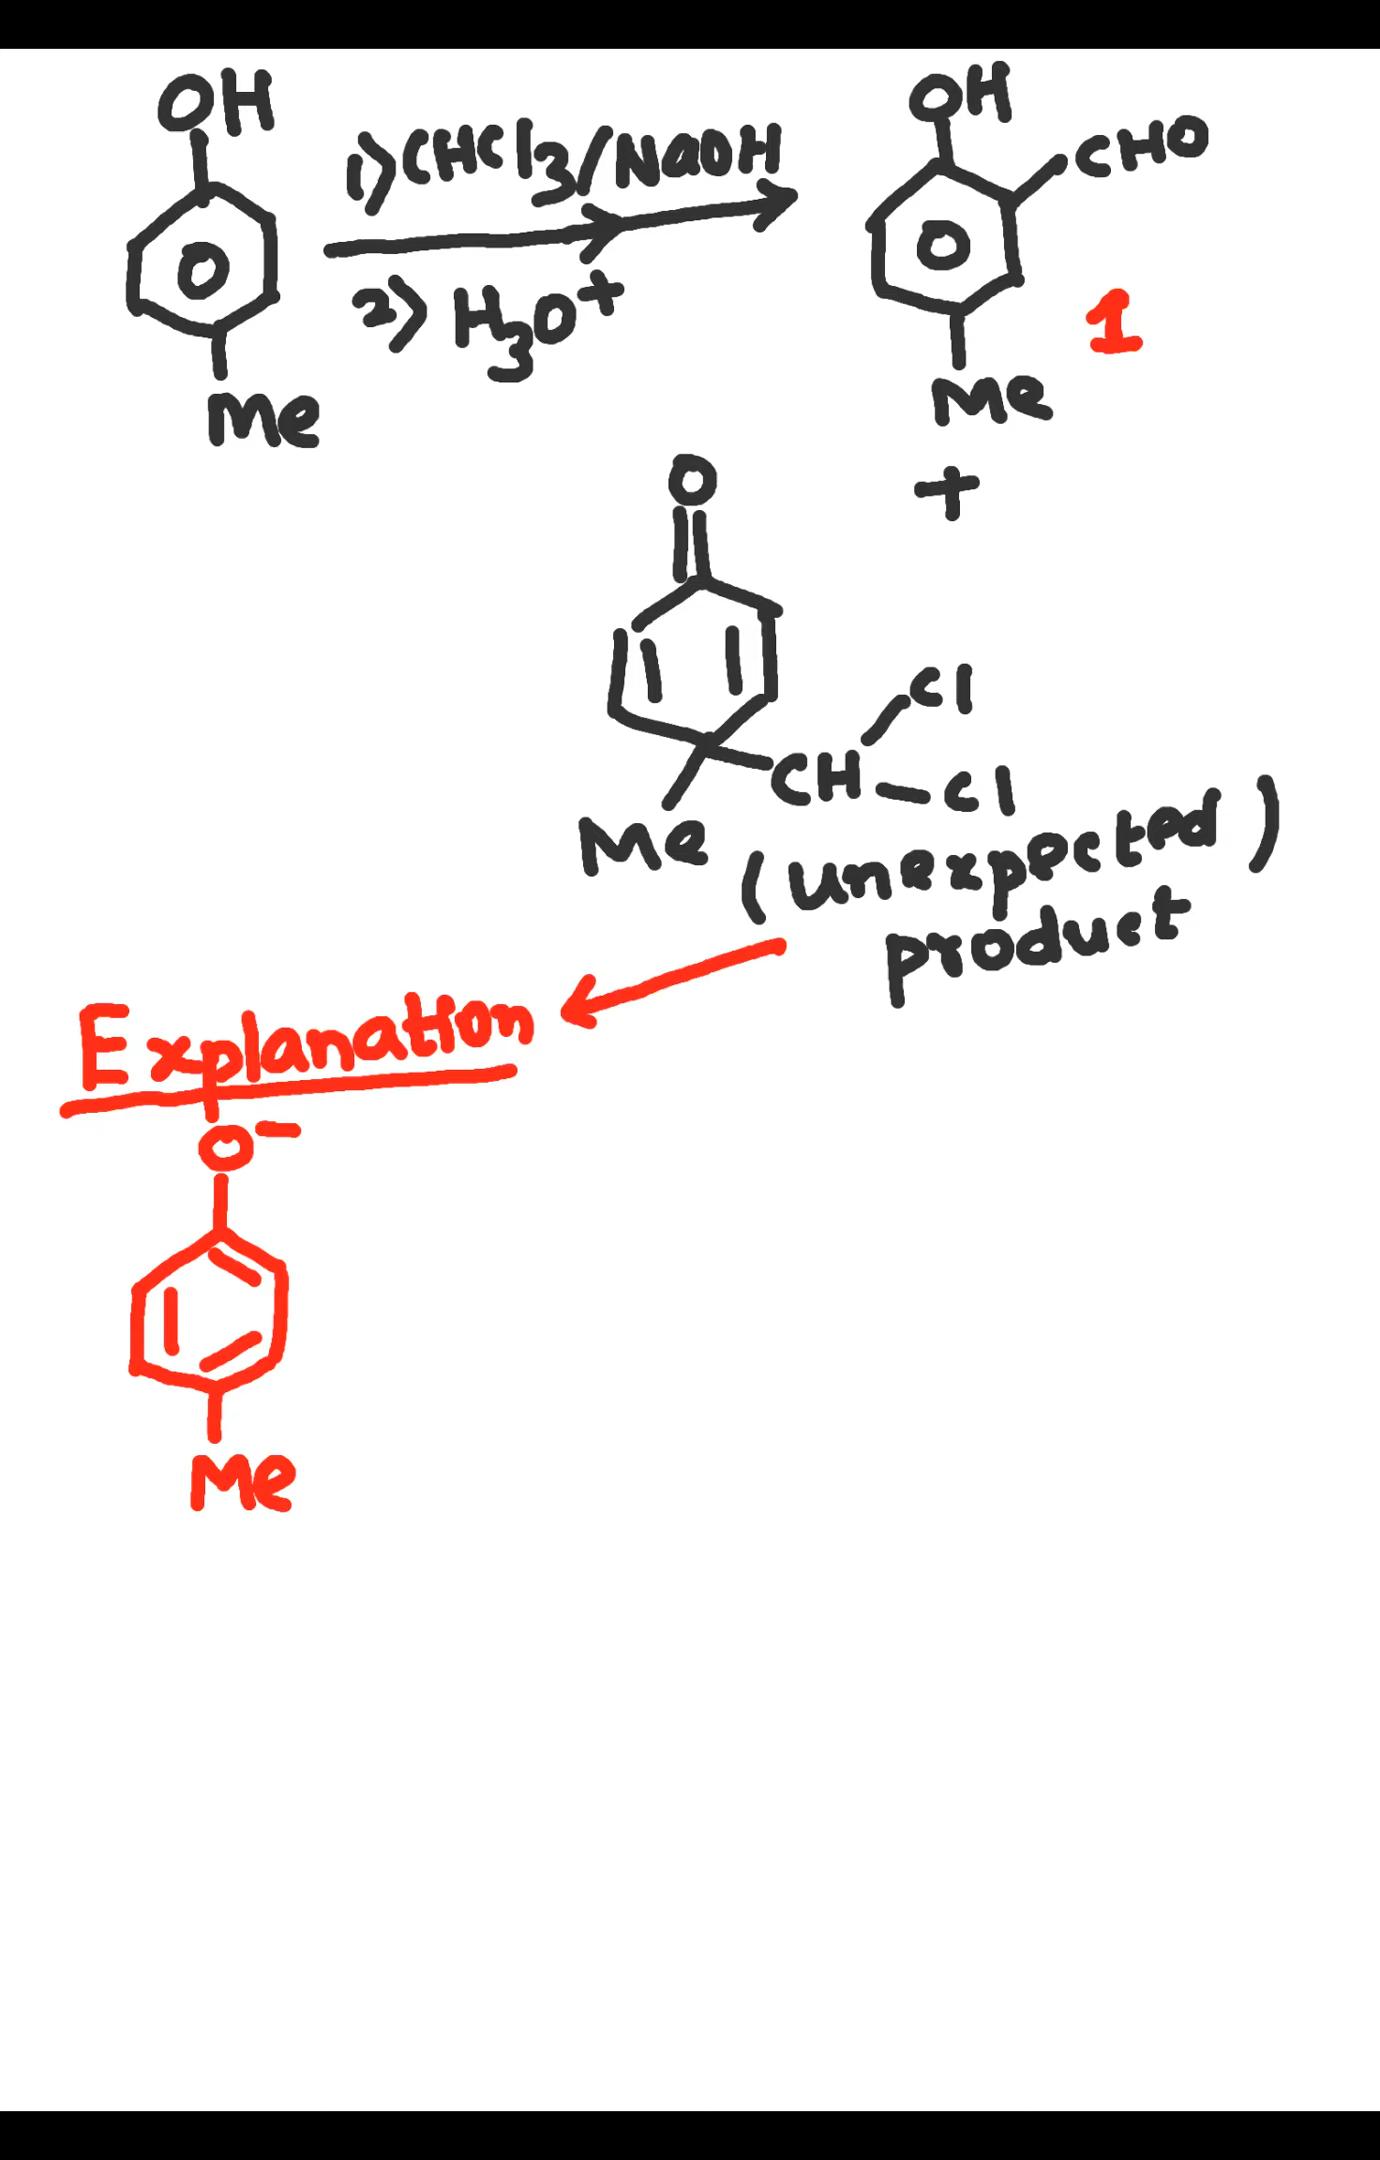 OH
1) CHCl3/NaOH
2) H3O+
Me
OH
CHO
1
Me
+
O
Cl
CH-Cl
Me
(unexpected)
product
Explanation
O-
Me